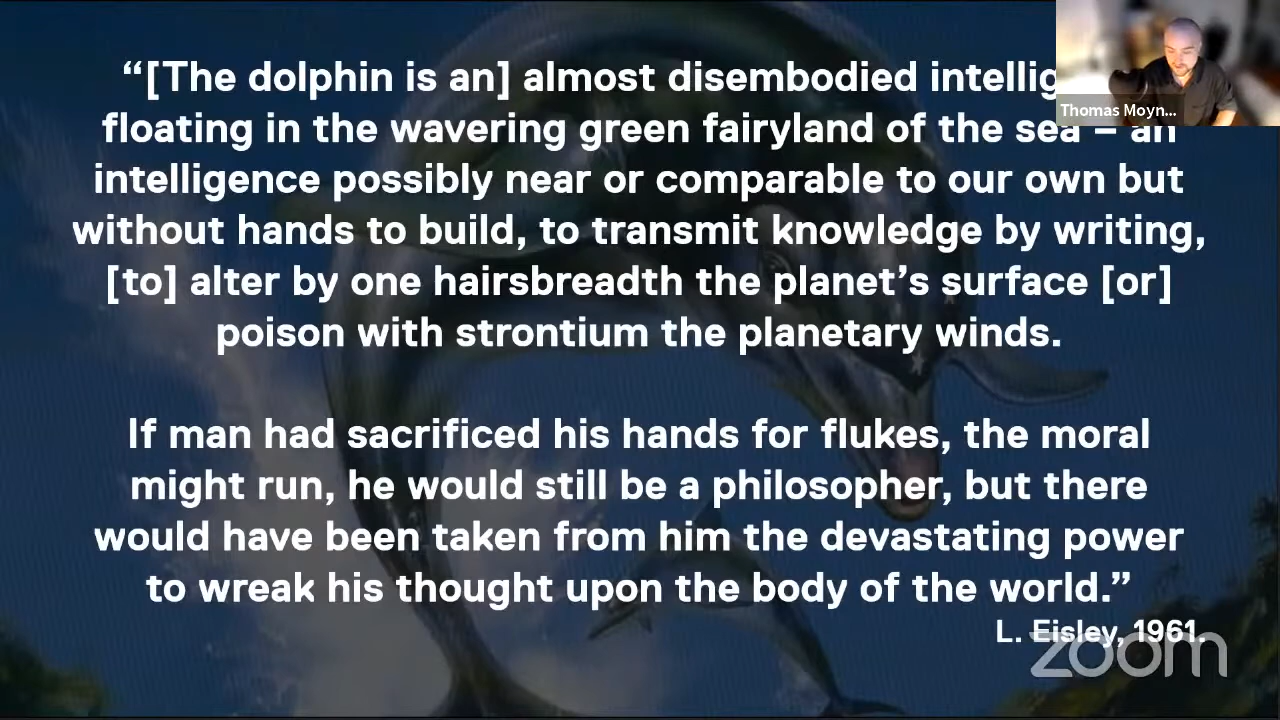 “[The dolphin is an] almost disembodied intellig
floating in the wavering green fairyland of the sea – an
intelligence possibly near or comparable to our own but
without hands to build, to transmit knowledge by writing,
[to] alter by one hairsbreadth the planet’s surface [or]
poison with strontium the planetary winds.
If man had sacrificed his hands for flukes, the moral
might run, he would still be a philosopher, but there
would have been taken from him the devastating power
to wreak his thought upon the body of the world.”
L. Eisley, 1961.
Thomas Moyn...
zoom